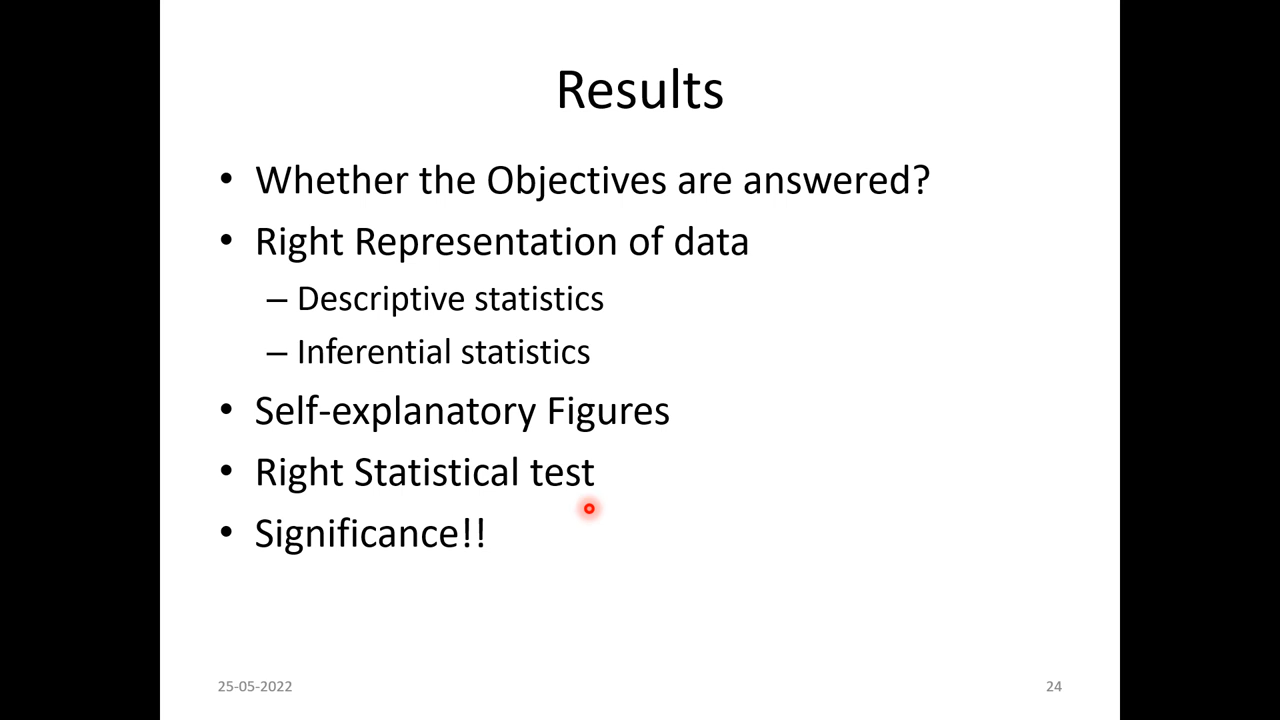 Results
• Whether the Objectives are answered?
• Right Representation of data
– Descriptive statistics
– Inferential statistics
• Self-explanatory Figures
• Right Statistical test
• Significance!!
25-05-2022
24